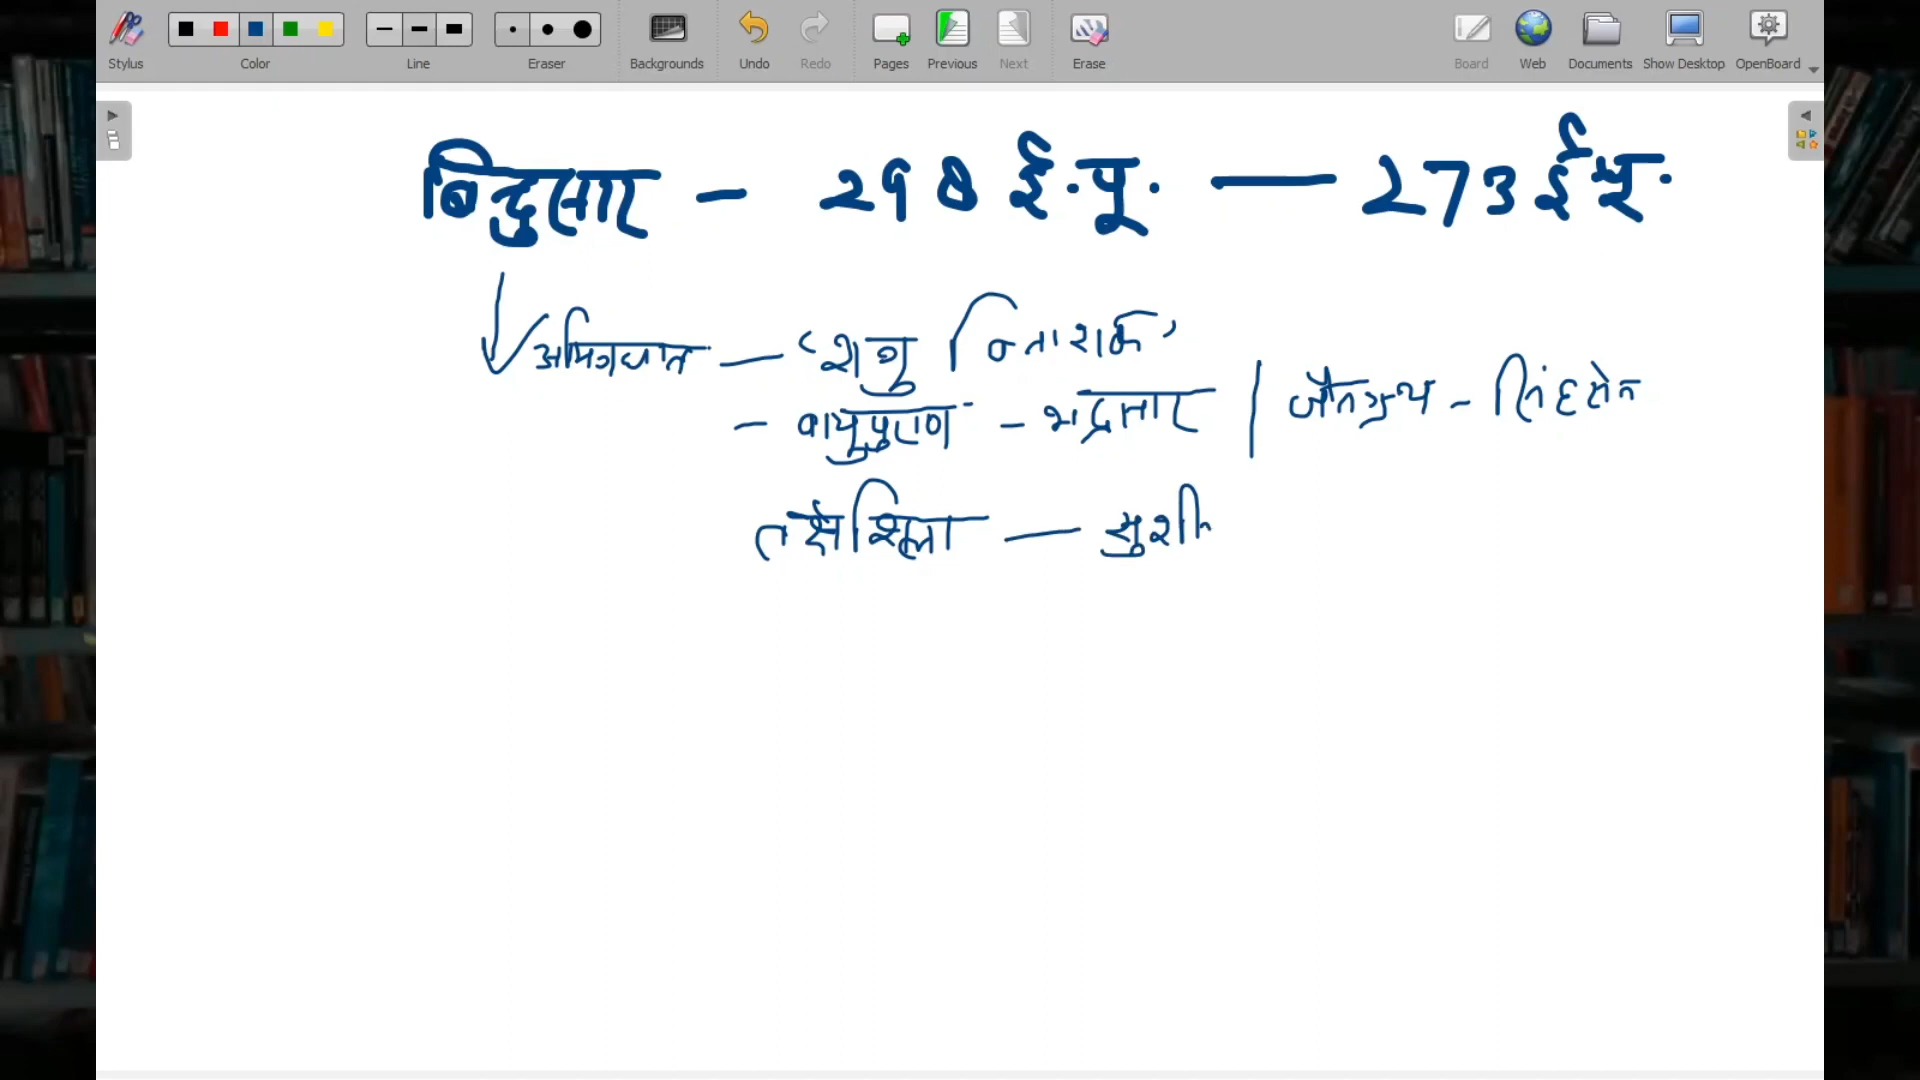 Stylus Color Line Eraser Backgrounds Undo Redo Pages Previous Next Erase Board Web Documents Show Desktop OpenBoard
बिन्दुसार – 298 ई.पू. — 273 ई.पू.
अमित्रघात — ‘शत्रु विनाशक’
– वायुपुराण – भद्रसार | जैनग्रन्थ – सिंहसेन
तक्षशिला — सुशी